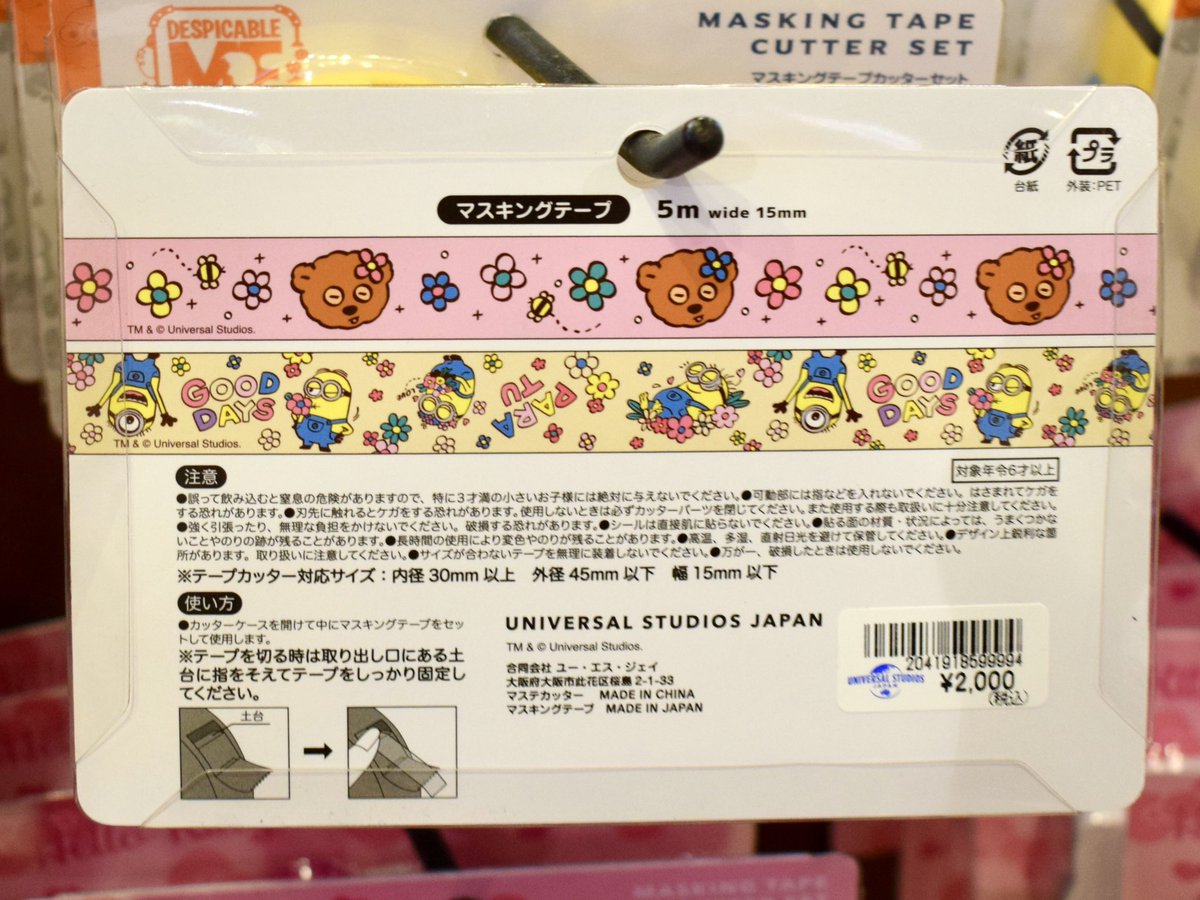 DESPICABLE
ME
MASKING TAPE
CUTTER SET
マスキングテープカッターセット
紙
台紙
プラ
外装:PET
マスキングテープ 5m wide 15mm
TM & © Universal Studios.
GOOD DAYS
PARA TU
GOOD DAYS
TM & © Universal Studios.
注意
対象年令6才以上
●誤って飲み込むと窒息の危険がありますので、特に3才満の小さいお子様には絶対に与えないでください。●可動部には指などを入れないでください。はさまれてケガを
する恐れがあります。●刃先に触れるとケガをする恐れがあります。使用しないときは必ずカッターパーツを閉じてください。また使用する際も取扱いに十分注意してください。
●強く引張ったり、無理な負担をかけないでください。破損する恐れがあります。●シールは直接肌に貼らないでください。●貼る面の材質・状況によっては、うまくつかな
いことやのりの跡が残ることがあります。●長時間の使用により変色やのりが残ることがあります。●高温、多湿、直射日光を避けて保管してください。●デザイン上鋭利な箇
所があります。取り扱いに注意してください。●サイズが合わないテープを無理に装着しないでください。●万が一、破損したときは使用しないでください。
※テープカッター対応サイズ:内径30mm以上 外径45mm以下 幅15mm以下
使い方
●カッターケースを開けて中にマスキングテープをセッ
トして使用します。
※テープを切る時は取り出し口にある土
台に指をそえてテープをしっかり固定し
てください。
土台
UNIVERSAL STUDIOS JAPAN
TM & © Universal Studios.
合同会社 ユー・エス・ジェイ
大阪府大阪市此花区桜島2-1-33
マステカッター MADE IN CHINA
マスキングテープ MADE IN JAPAN
2041918599994
UNIVERSAL STUDIOS
JAPAN
¥2,000
(税込)
MASKING TAPE